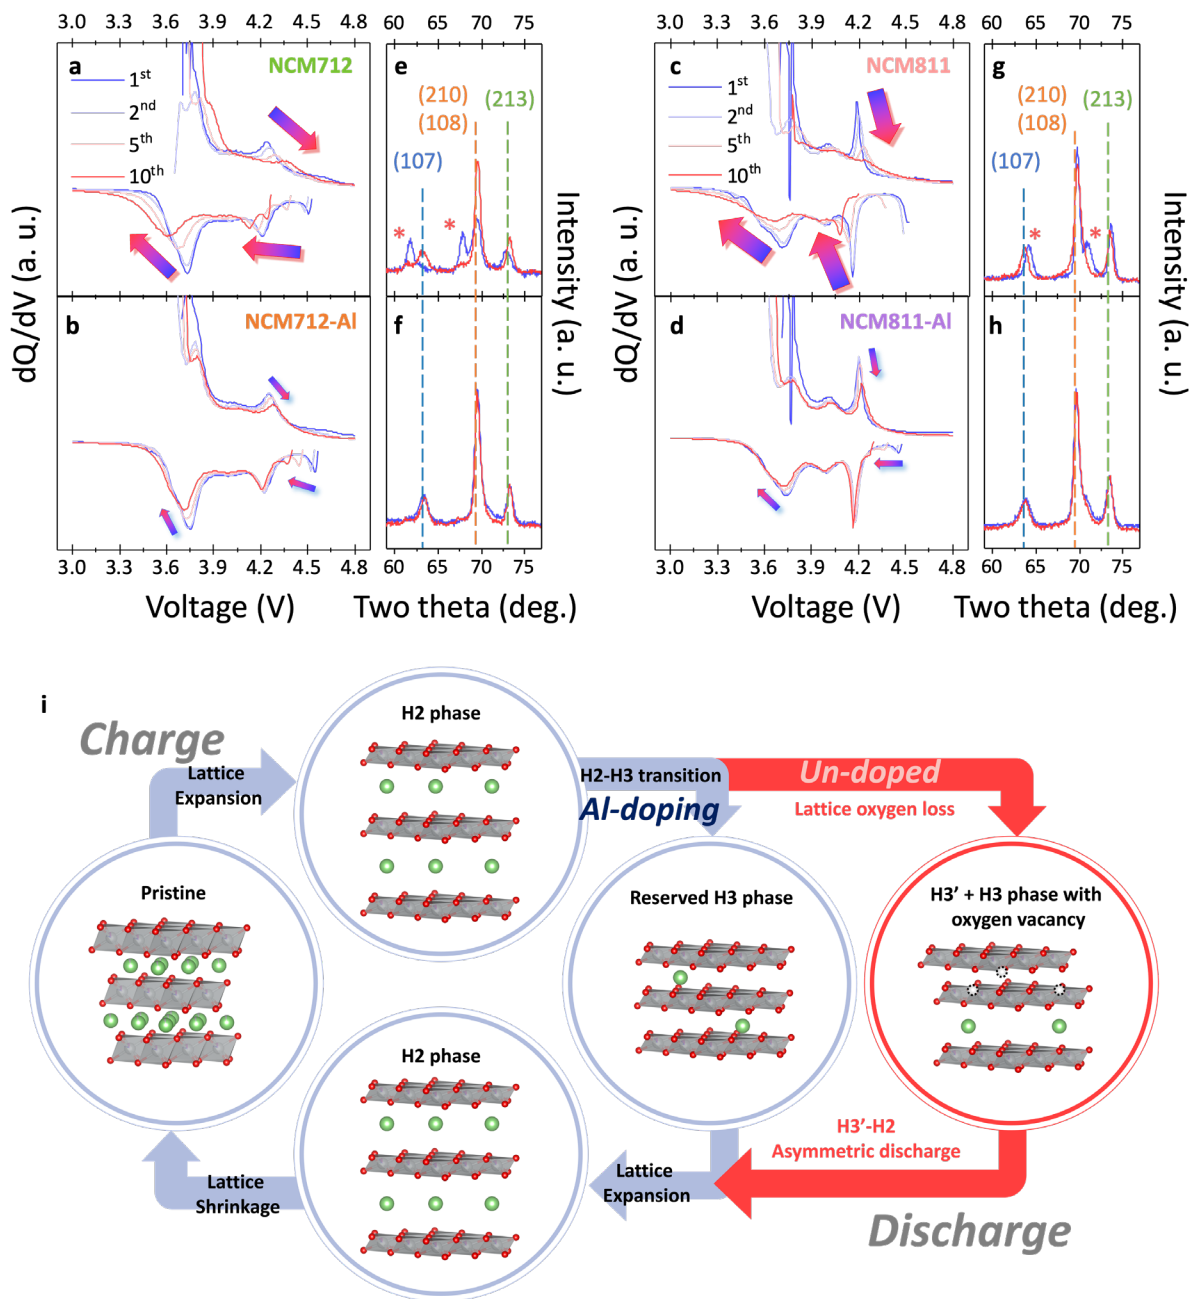 3.0 3.3 3.6 3.9 4.2 4.5 4.8
60 65 70 75
3.0 3.3 3.6 3.9 4.2 4.5 4.8
60 65 70 75
a
NCM712
1st
2nd
5th
10th
e
(210)
(108)
(213)
(107)
*
*
c
NCM811
1st
2nd
5th
10th
g
(210)
(108)
(213)
(107)
*
*
dQ/dV (a. u.)
Intensity (a. u.)
dQ/dV (a. u.)
Intensity (a. u.)
b
NCM712-Al
f
d
NCM811-Al
h
3.0 3.3 3.6 3.9 4.2 4.5 4.8
60 65 70 75
3.0 3.3 3.6 3.9 4.2 4.5 4.8
60 65 70 75
Voltage (V)
Two theta (deg.)
Voltage (V)
Two theta (deg.)
i
Charge
Lattice
Expansion
H2 phase
H2-H3 transition
Al-doping
Un-doped
Lattice oxygen loss
Pristine
Reserved H3 phase
H3’ + H3 phase with
oxygen vacancy
H2 phase
Lattice
Shrinkage
Lattice
Expansion
H3’-H2
Asymmetric discharge
Discharge